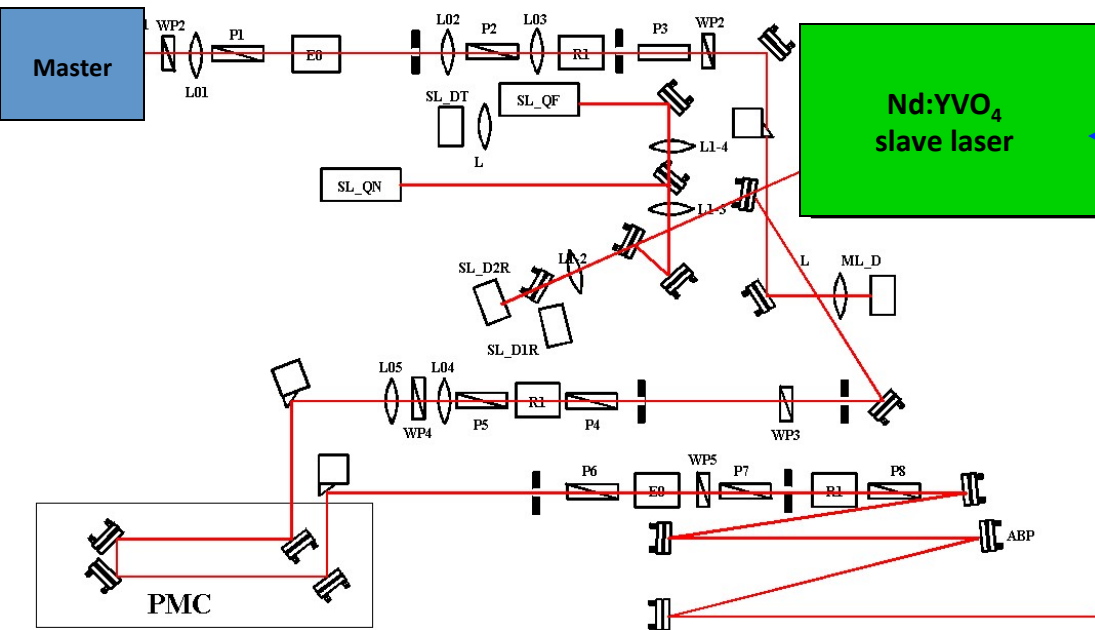 Master
WP2
L01
P1
E0
L02
P2
L03
R1
P3
WP2
Nd:YVO4
slave laser
SL_DT
L
SL_QF
L1-4
SL_QN
L1-3
L1-2
SL_D2R
SL_D1R
L
ML_D
L05
WP4
L04
P5
R1
P4
WP3
P6
E0
WP5
P7
R1
P8
ABP
PMC